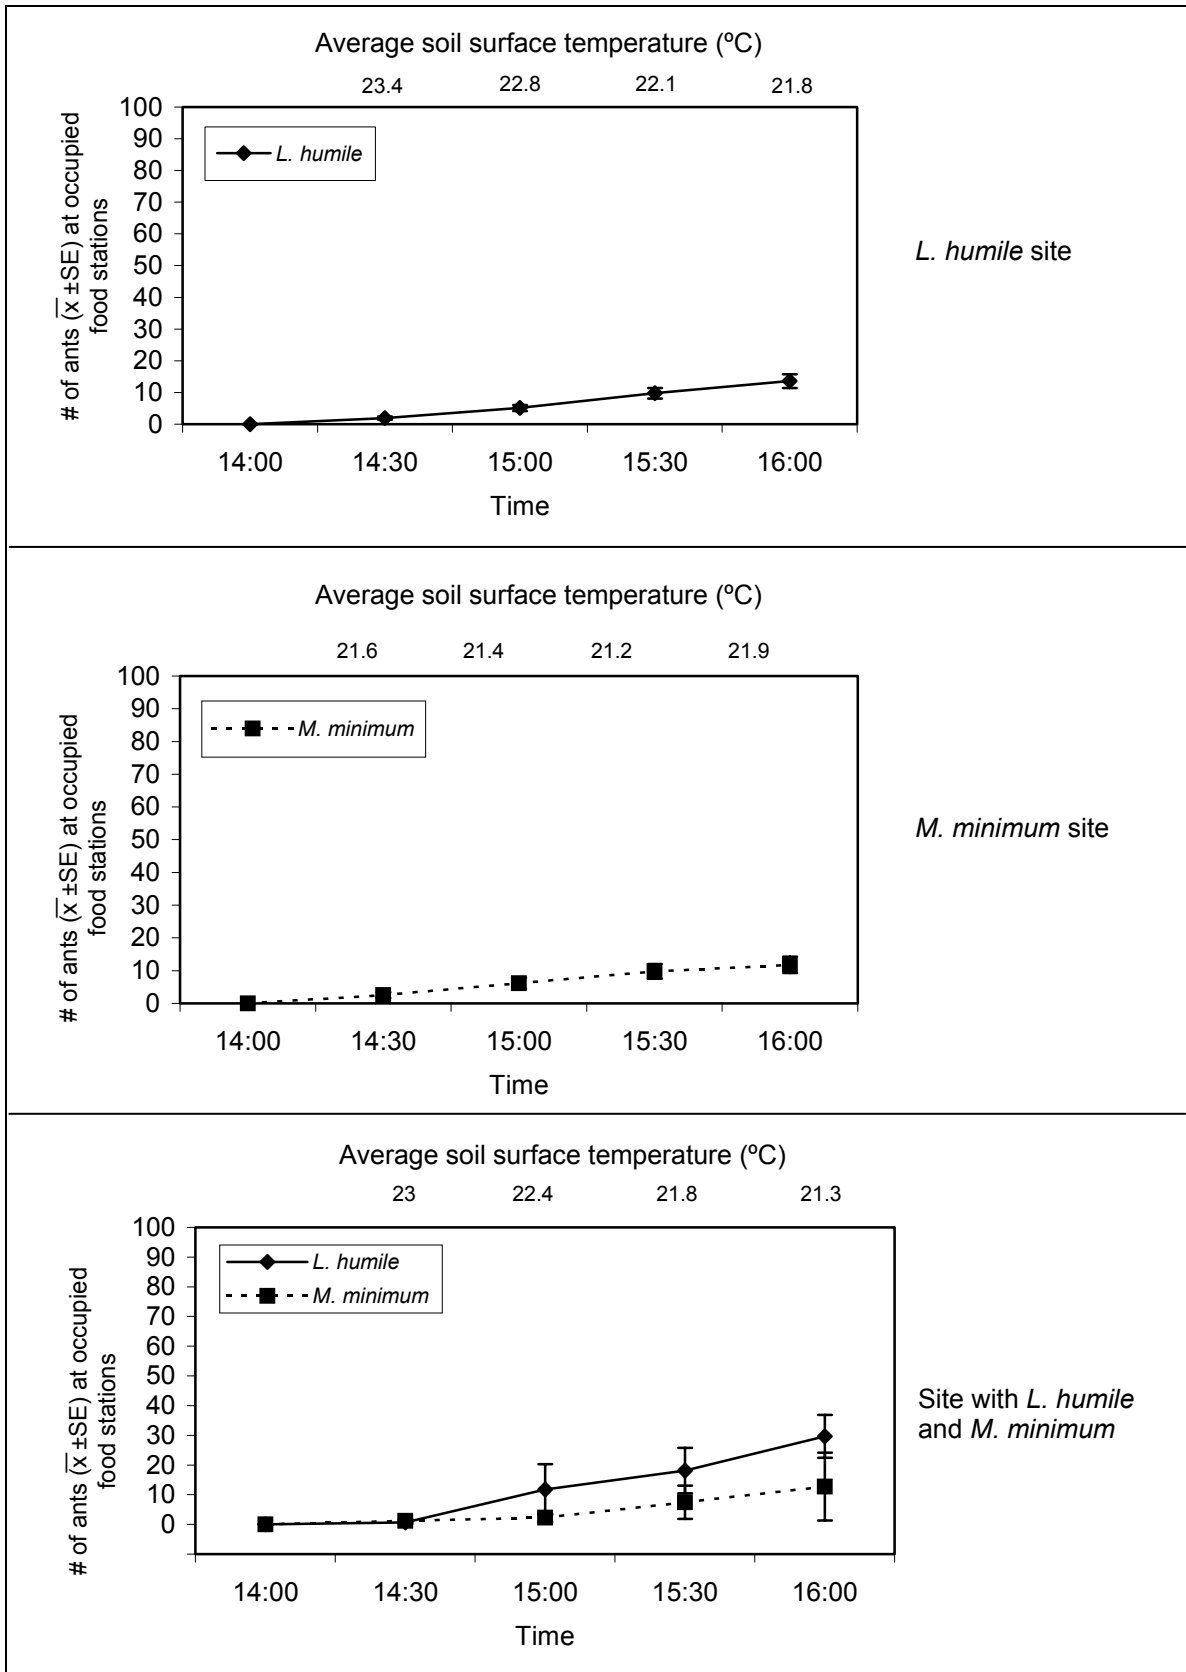 Average soil surface temperature (ºC)
23.4 22.8 22.1 21.8
# of ants (x ±SE) at occupied
food stations
100
90
80
70
60
50
40
30
20
10
0
L. humile
L. humile site
14:00 14:30 15:00 15:30 16:00
Time
Average soil surface temperature (ºC)
21.6 21.4 21.2 21.9
# of ants (x ±SE) at occupied
food stations
100
90
80
70
60
50
40
30
20
10
0
M. minimum
M. minimum site
14:00 14:30 15:00 15:30 16:00
Time
Average soil surface temperature (ºC)
23 22.4 21.8 21.3
# of ants (x ±SE) at occupied
food stations
100
90
80
70
60
50
40
30
20
10
0
L. humile
M. minimum
Site with L. humile
and M. minimum
14:00 14:30 15:00 15:30 16:00
Time